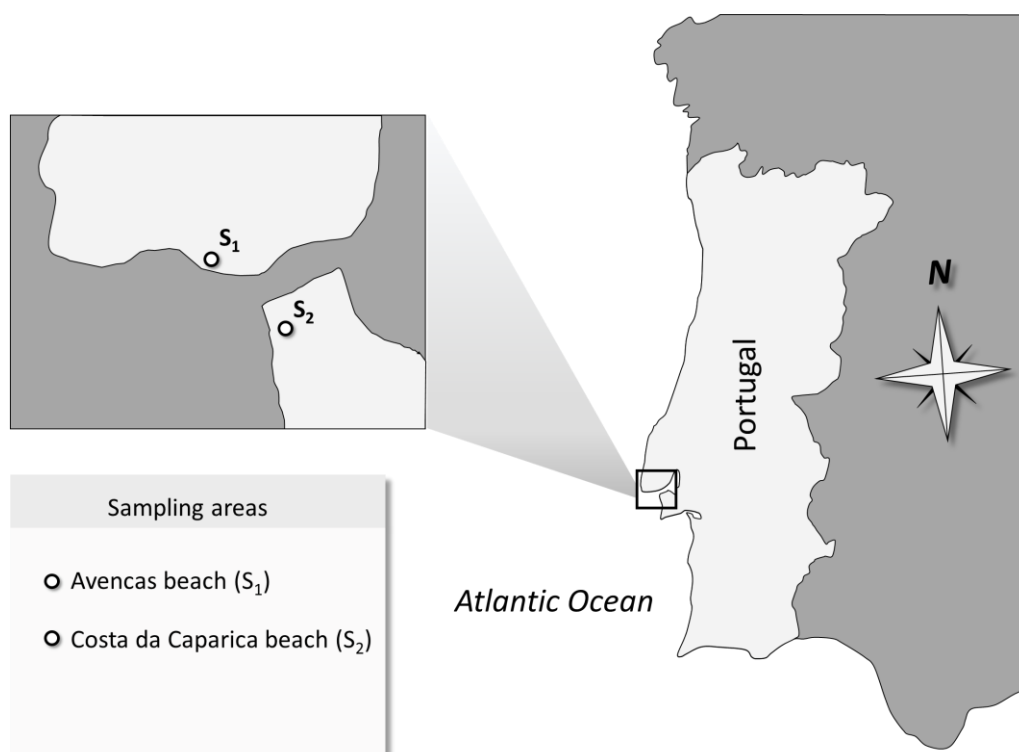 S₁
S₂
N
Portugal
Atlantic Ocean
Sampling areas
Avencas beach (S₁)
Costa da Caparica beach (S₂)